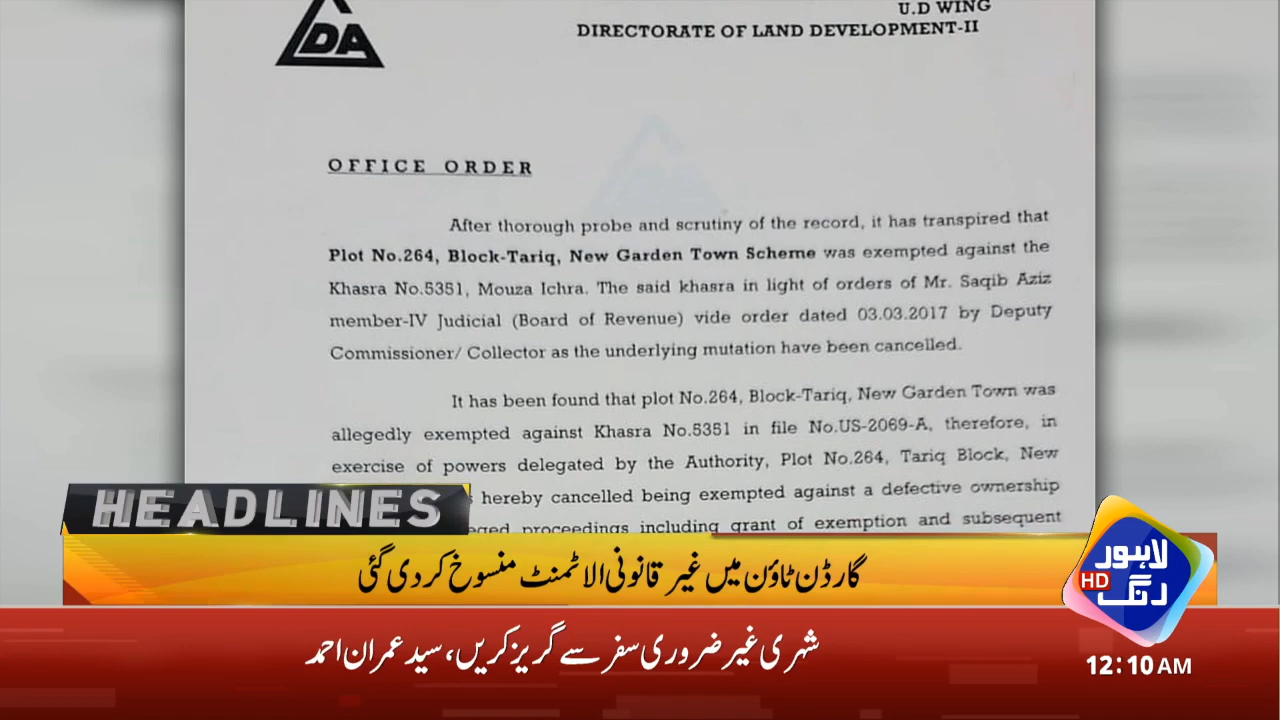 DA
U.D WING
DIRECTORATE OF LAND DEVELOPMENT-II
OFFICE ORDER
After thorough probe and scrutiny of the record, it has transpired that
Plot No.264, Block-Tariq, New Garden Town Scheme was exempted against the
Khasra No.5351, Mouza Ichra. The said khasra in light of orders of Mr. Saqib Aziz
member-IV Judicial (Board of Revenue) vide order dated 03.03.2017 by Deputy
Commissioner/ Collector as the underlying mutation have been cancelled.
It has been found that plot No.264, Block-Tariq, New Garden Town was
allegedly exempted against Khasra No.5351 in file No.US-2069-A, therefore, in
exercise of powers delegated by the Authority, Plot No.264, Tariq Block, New
hereby cancelled being exempted against a defective ownership
proceedings including grant of exemption and subsequent
HEADLINES
گارڈن ٹاؤن میں غیر قانونی الاٹمنٹ منسوخ کر دی گئی
لاہور
رنگ HD
شہری غیر ضروری سفر سے گریز کریں، سید عمران احمد
12:10 AM